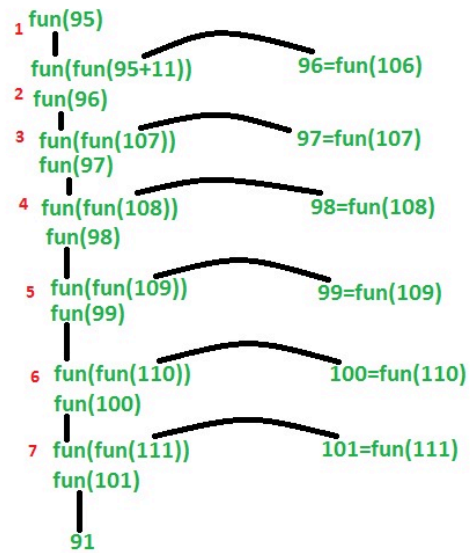 1 fun(95)
fun(fun(95+11)) 96=fun(106)
2 fun(96)
3 fun(fun(107)) 97=fun(107)
fun(97)
4 fun(fun(108)) 98=fun(108)
fun(98)
5 fun(fun(109)) 99=fun(109)
fun(99)
6 fun(fun(110)) 100=fun(110)
fun(100)
7 fun(fun(111)) 101=fun(111)
fun(101)
91